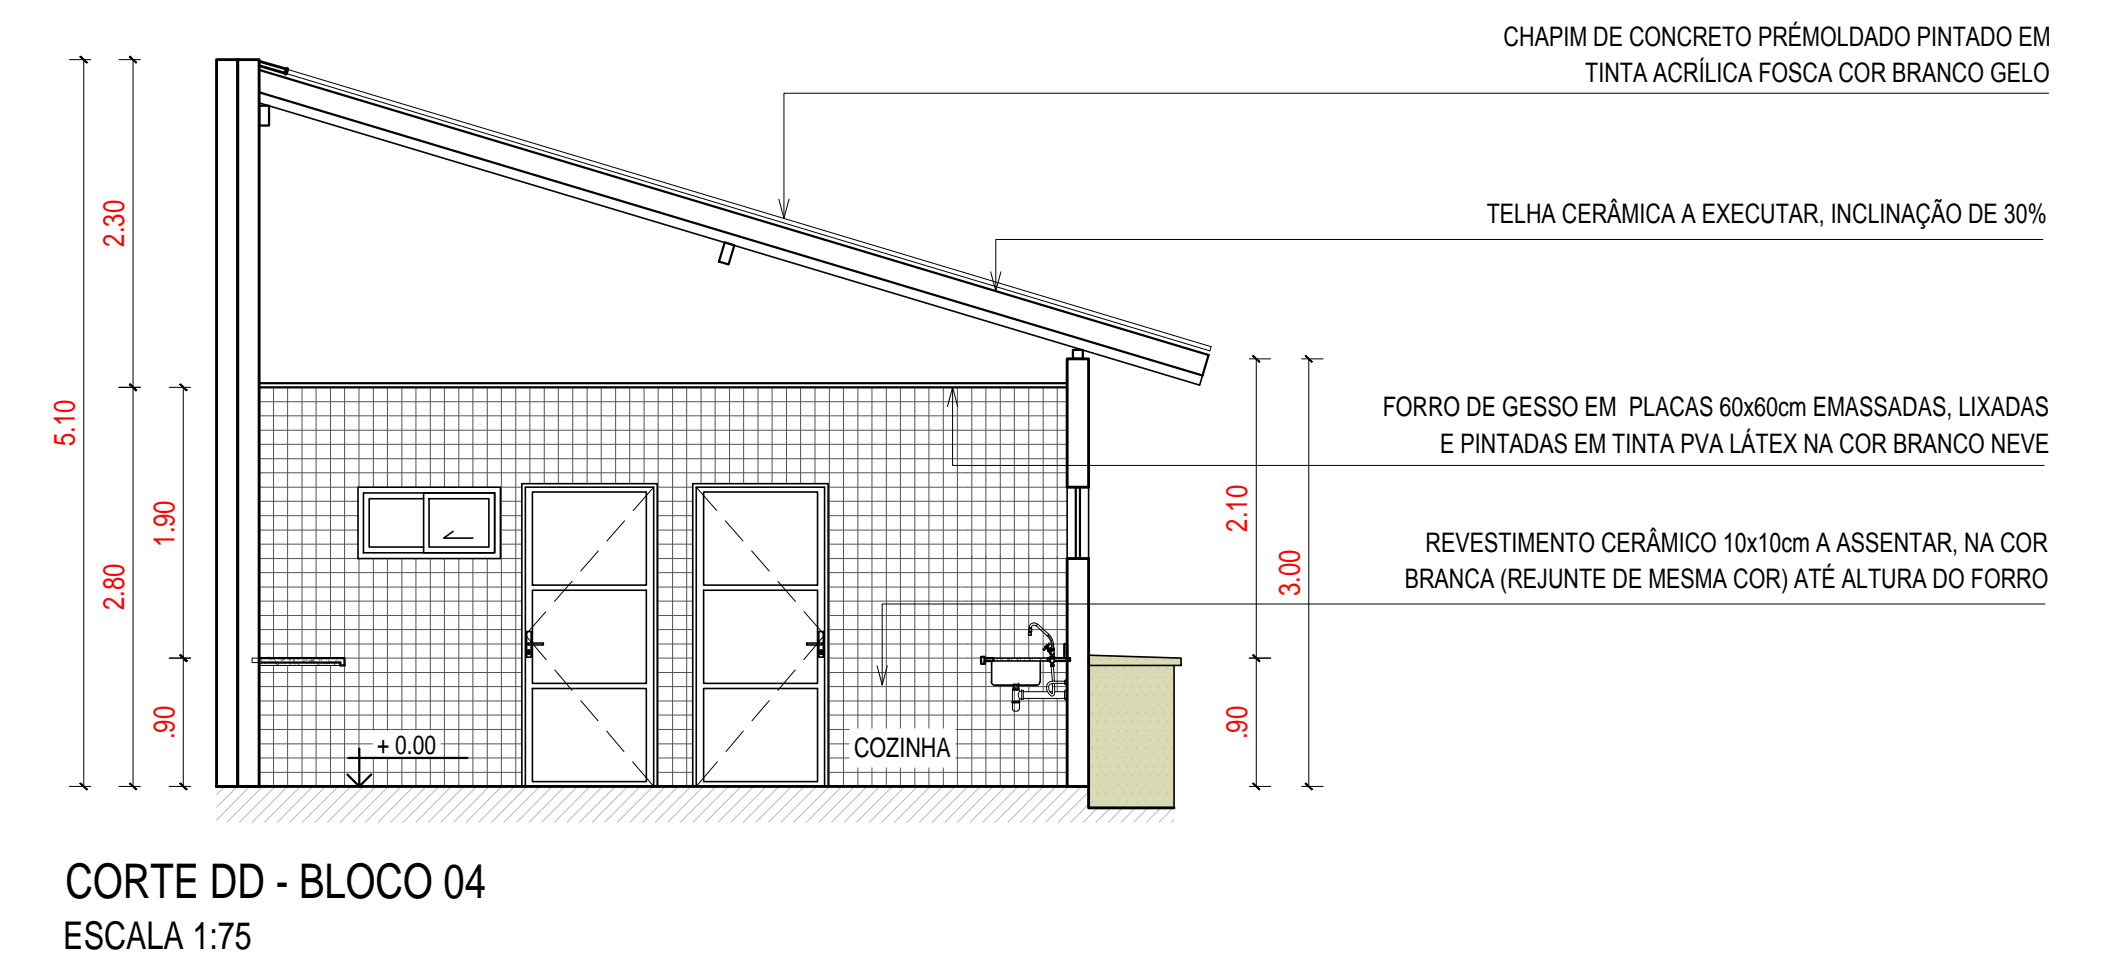 CHAPIM DE CONCRETO PRÉMOLDADO PINTADO EM
TINTA ACRÍLICA FOSCA COR BRANCO GELO
TELHA CERÂMICA A EXECUTAR, INCLINAÇÃO DE 30%
FORRO DE GESSO EM PLACAS 60x60cm EMASSADAS, LIXADAS
E PINTADAS EM TINTA PVA LÁTEX NA COR BRANCO NEVE
REVESTIMENTO CERÂMICO 10x10cm A ASSENTAR, NA COR
BRANCA (REJUNTE DE MESMA COR) ATÉ ALTURA DO FORRO
5.10
2.30
2.80
1.90
.90
+ 0.00
COZINHA
2.10
.90
3.00
CORTE DD - BLOCO 04
ESCALA 1:75